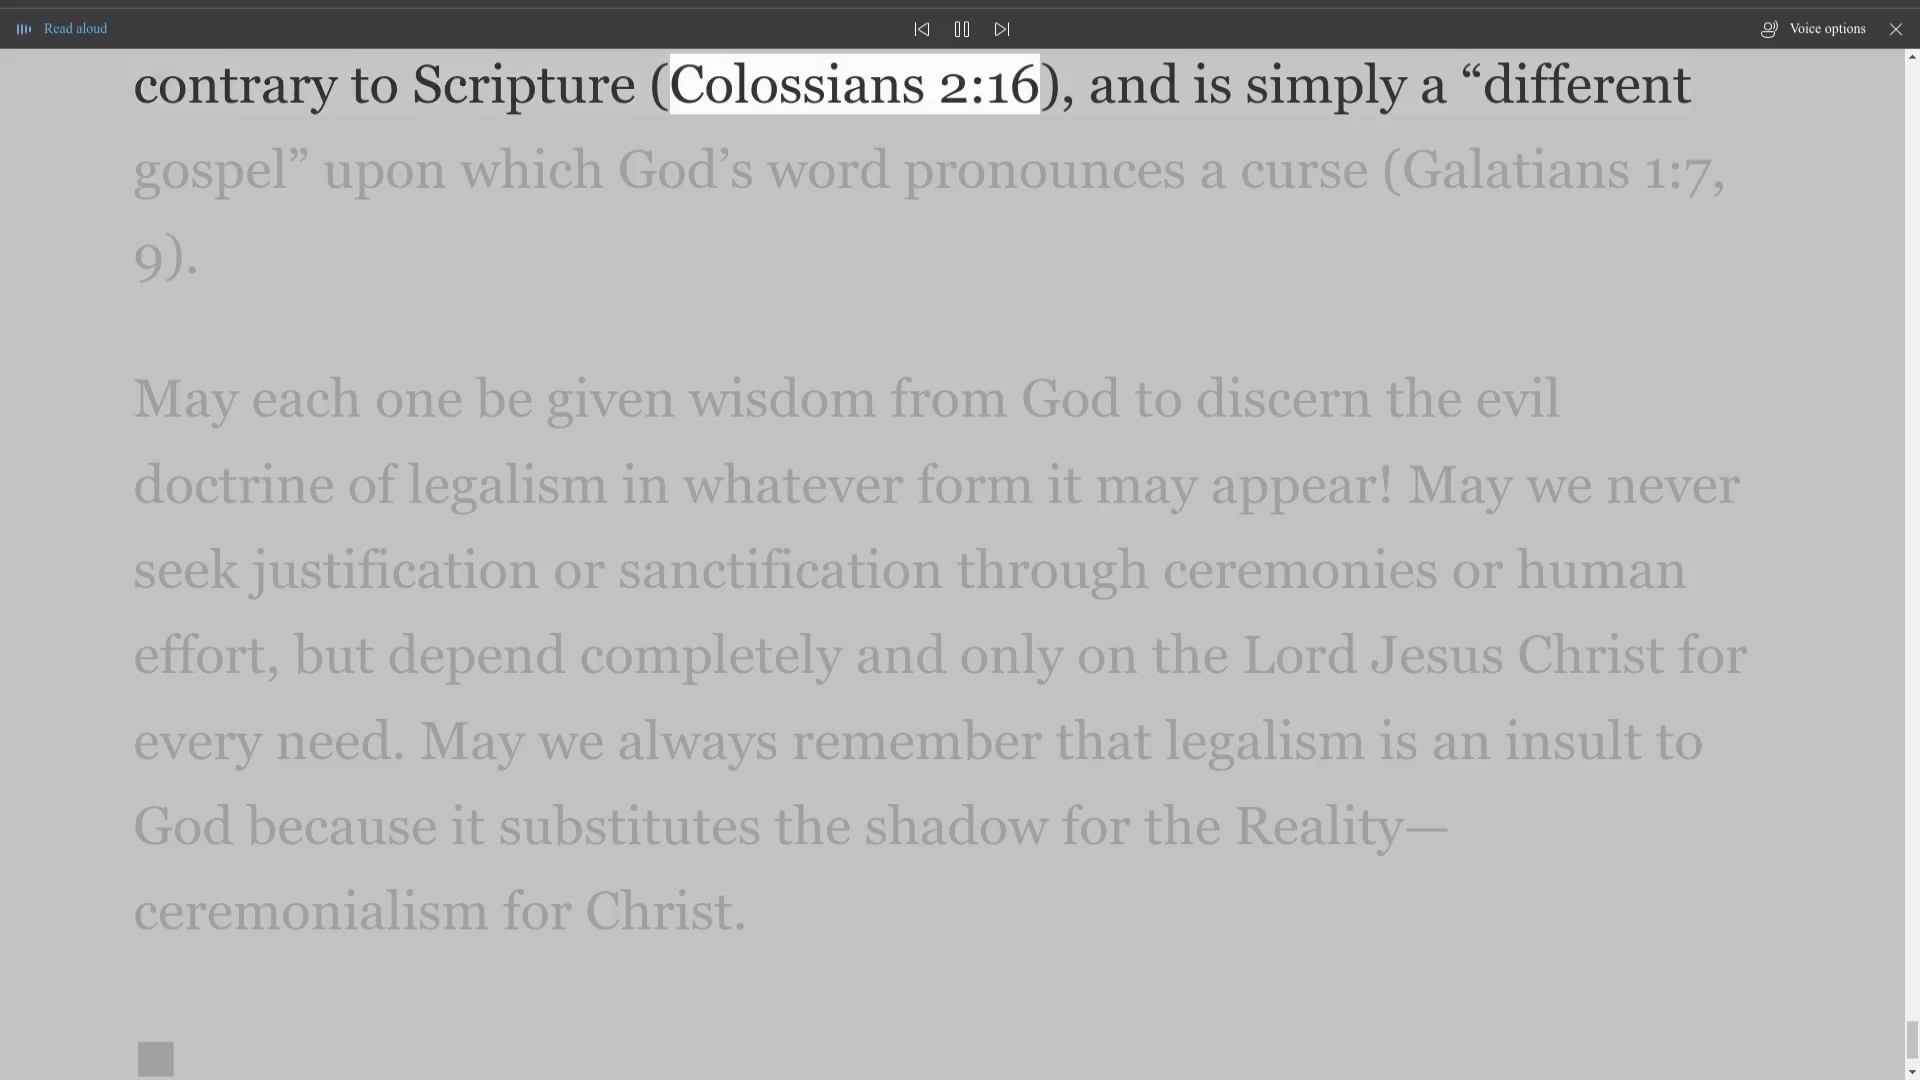 Read aloud
Voice options
contrary to Scripture (Colossians 2:16), and is simply a “different
gospel” upon which God’s word pronounces a curse (Galatians 1:7,
9).
May each one be given wisdom from God to discern the evil
doctrine of legalism in whatever form it may appear! May we never
seek justification or sanctification through ceremonies or human
effort, but depend completely and only on the Lord Jesus Christ for
every need. May we always remember that legalism is an insult to
God because it substitutes the shadow for the Reality—
ceremonialism for Christ.